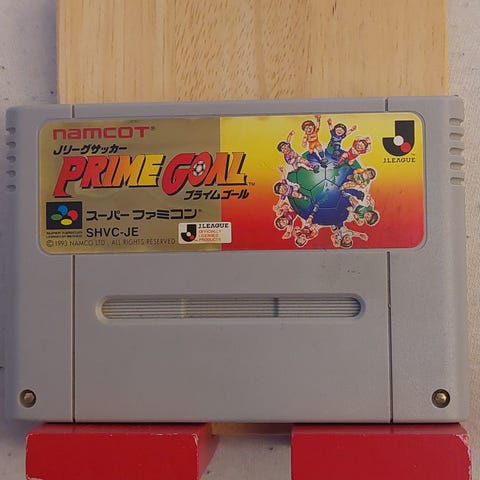 namcoT
Jリーグサッカー
PRIME GOAL™
プライムゴール
スーパーファミコン
SHVC-JE
© 1993 NAMCO LTD., ALL RIGHTS RESERVED
J.LEAGUE
OFFICIALLY
LICENSED
PRODUCTS
J.LEAGUE